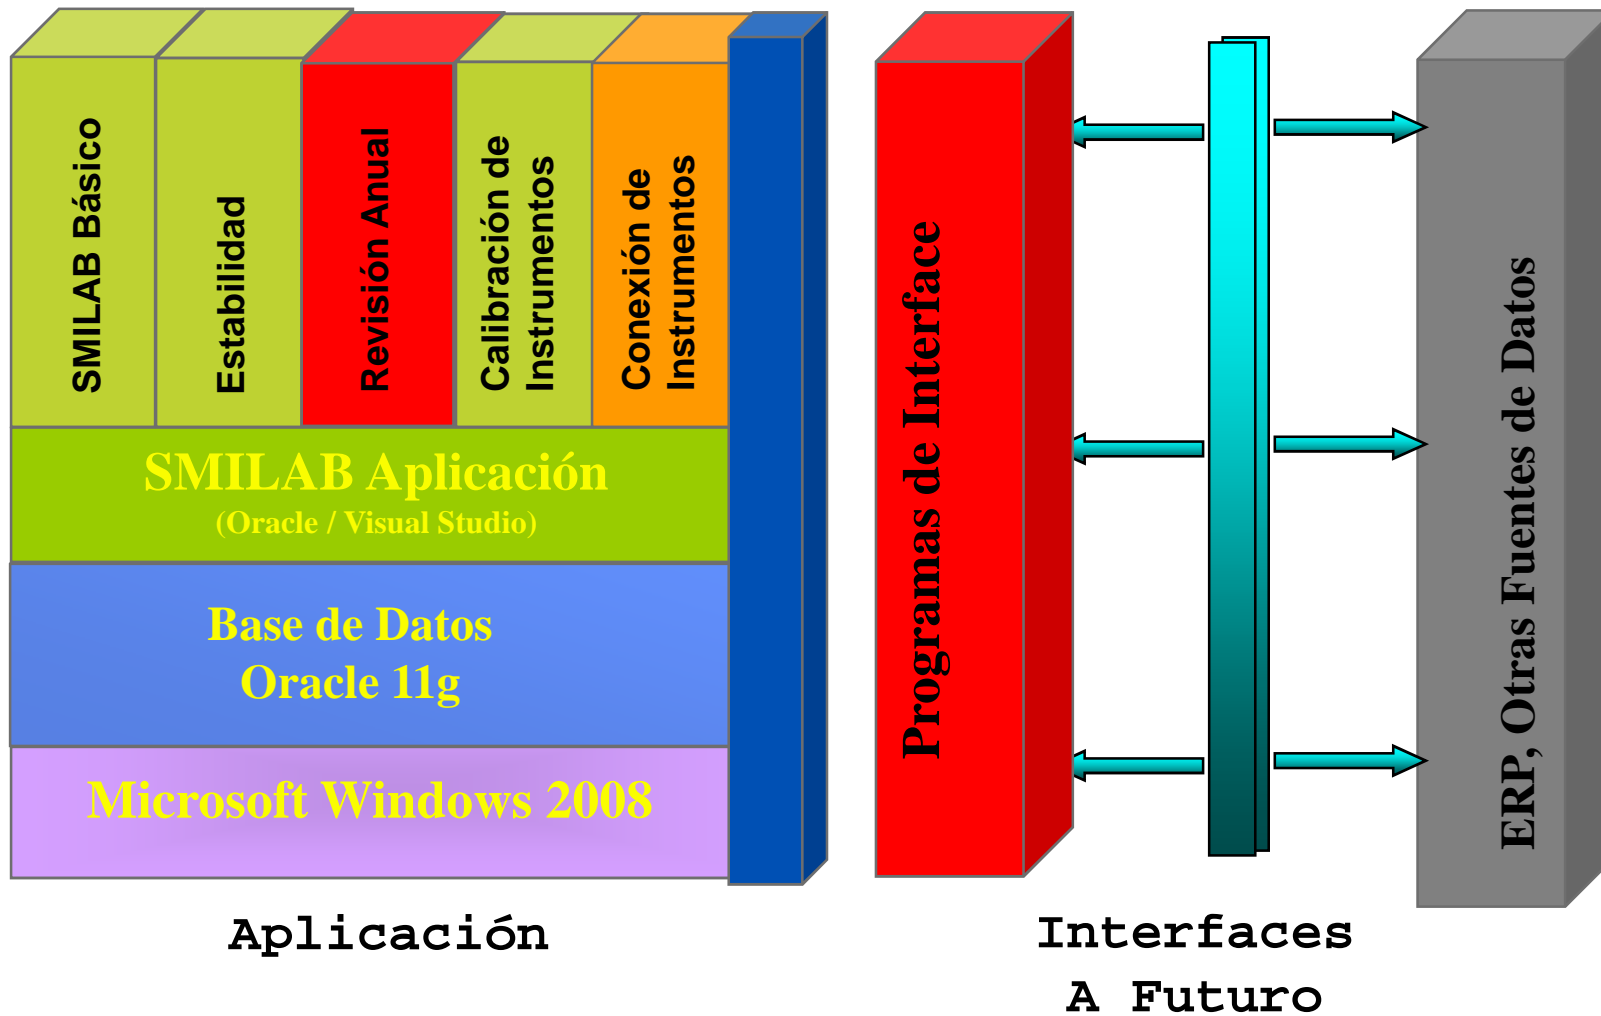 SMILAB Básico
Estabilidad
Revisión Anual
Calibración de
Instrumentos
Conexión de
Instrumentos
SMILAB Aplicación
(Oracle / Visual Studio)
Base de Datos
Oracle 11g
Microsoft Windows 2008
Aplicación
Programas de Interface
ERP, Otras Fuentes de Datos
Interfaces
A Futuro